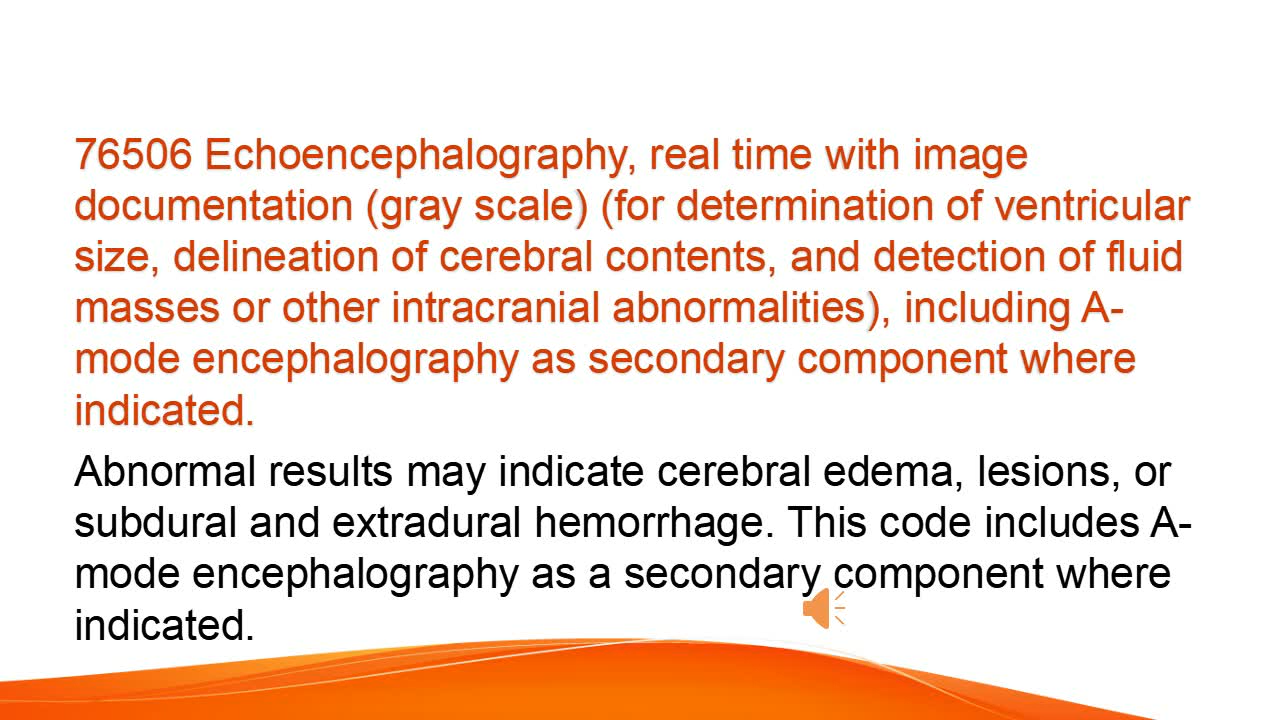 76506 Echoencephalography, real time with image
documentation (gray scale) (for determination of ventricular
size, delineation of cerebral contents, and detection of fluid
masses or other intracranial abnormalities), including A-
mode encephalography as secondary component where
indicated.
Abnormal results may indicate cerebral edema, lesions, or
subdural and extradural hemorrhage. This code includes A-
mode encephalography as a secondary component where
indicated.